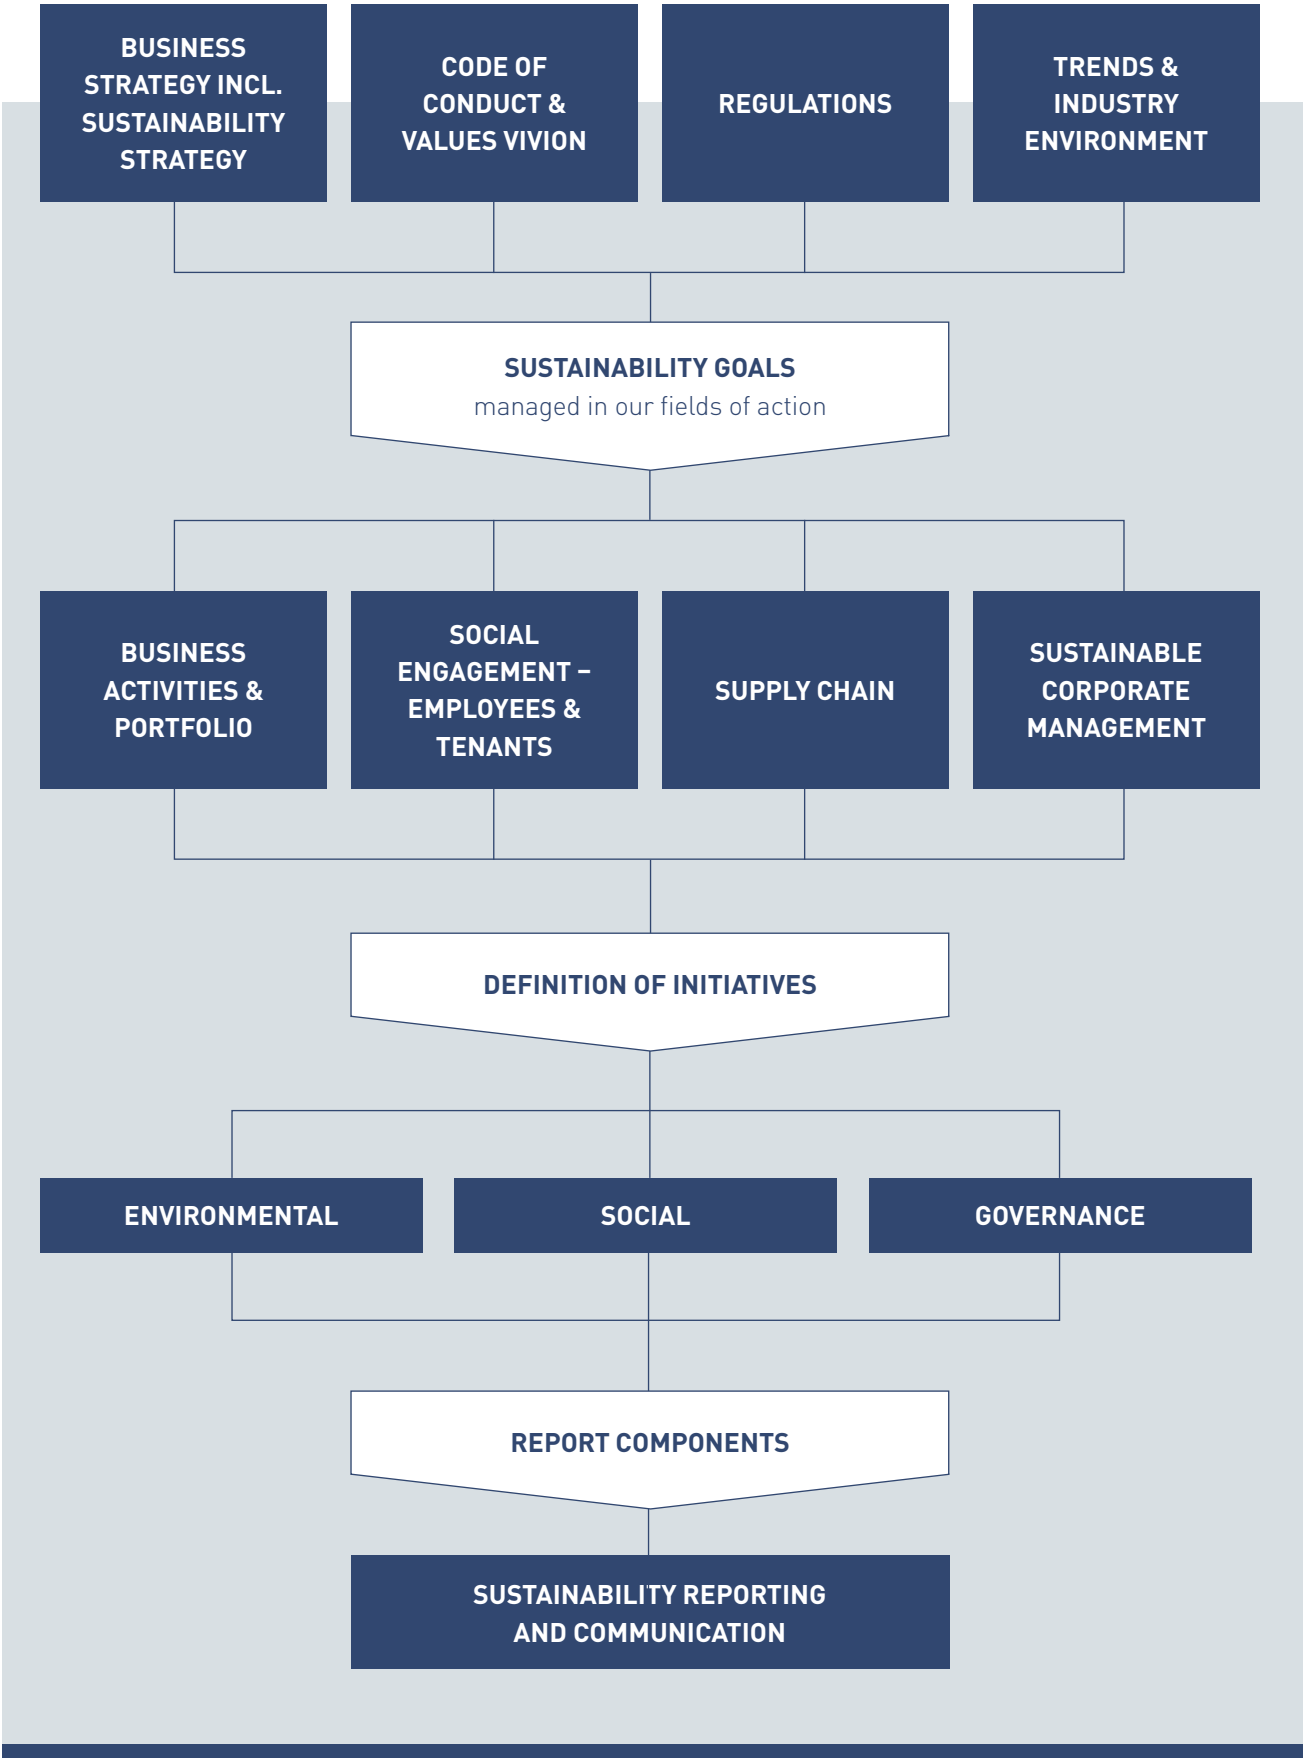 BUSINESS
STRATEGY INCL.
SUSTAINABILITY
STRATEGY
CODE OF
CONDUCT &
VALUES VIVION
REGULATIONS
TRENDS &
INDUSTRY
ENVIRONMENT
SUSTAINABILITY GOALS
managed in our fields of action
BUSINESS
ACTIVITIES &
PORTFOLIO
SOCIAL
ENGAGEMENT –
EMPLOYEES &
TENANTS
SUPPLY CHAIN
SUSTAINABLE
CORPORATE
MANAGEMENT
DEFINITION OF INITIATIVES
ENVIRONMENTAL
SOCIAL
GOVERNANCE
REPORT COMPONENTS
SUSTAINABILITY REPORTING
AND COMMUNICATION